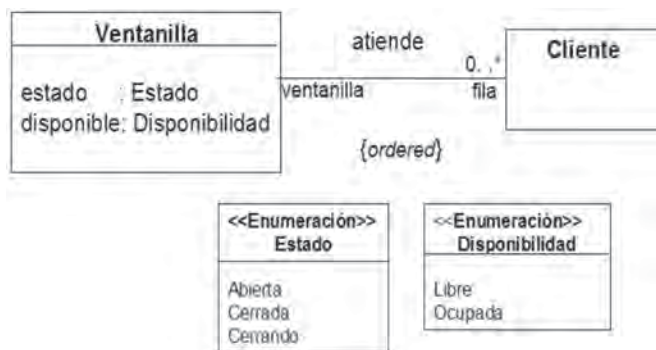 Ventanilla
estado : Estado
disponible: Disponibilidad
atiende
ventanilla
0. .*
fila
{ordered}
Cliente
<<Enumeración>>
Estado
Abierta
Cerrada
Cerrando
<<Enumeración>>
Disponibilidad
Libre
Ocupada